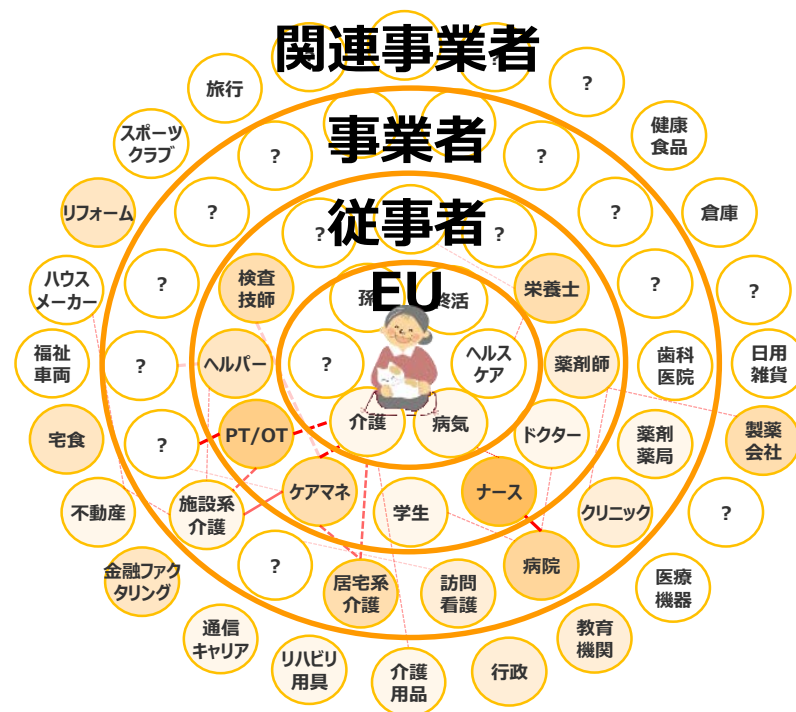 関連事業者
?
?
旅行
スポーツ
クラブ
健康
食品
事業者
?
?
リフォーム
?
?
倉庫
従事者
?
?
ハウス
メーカー
?
検査
技師
EU
孫
終活
栄養士
?
?
福祉
車両
?
ヘルパー
?
ヘルス
ケア
薬剤師
歯科
医院
日用
雑貨
宅食
?
PT/OT
介護
病気
ドクター
薬剤
薬局
製薬
会社
不動産
施設系
介護
ケアマネ
学生
ナース
クリニック
?
金融ファク
タリング
?
居宅系
介護
訪問
看護
病院
医療
機器
通信
キャリア
リハビリ
用具
介護
用品
行政
教育
機関